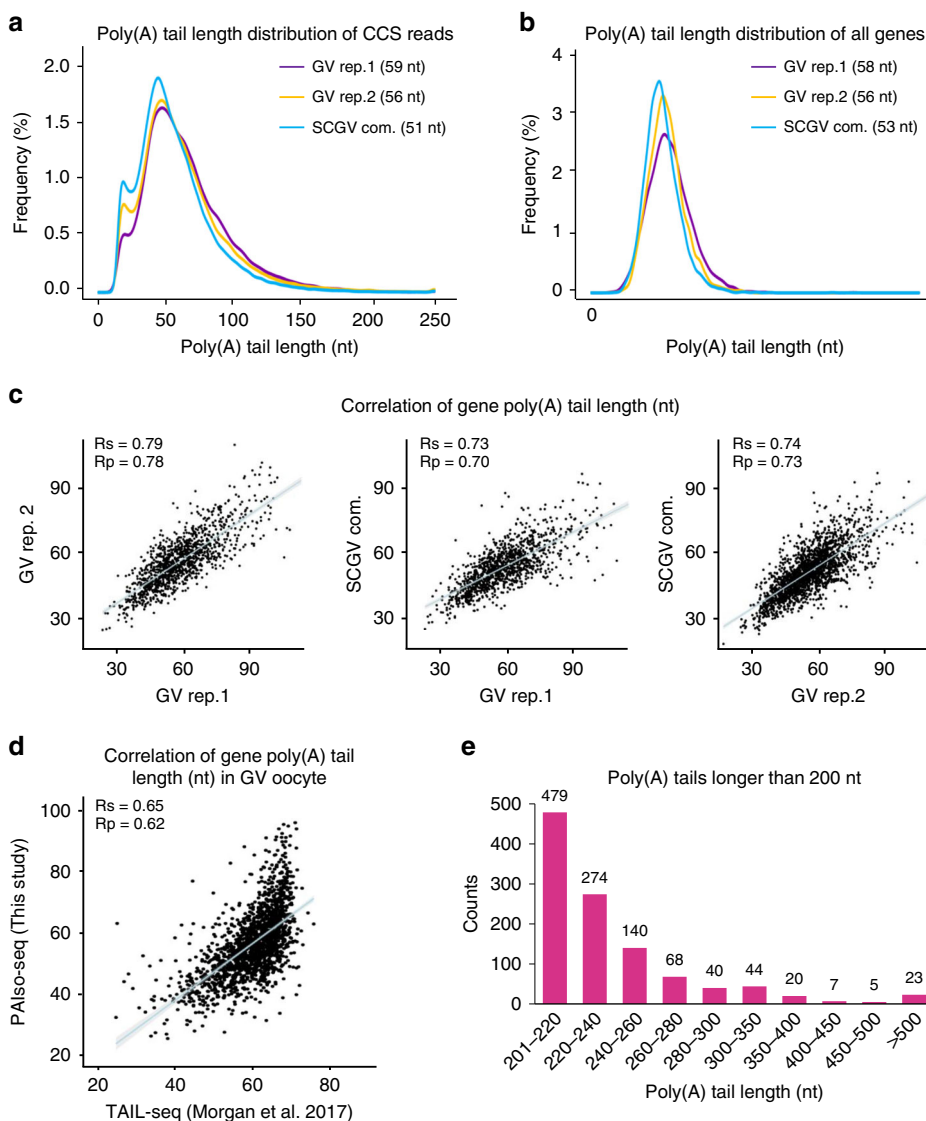 a
Poly(A) tail length distribution of CCS reads
GV rep.1 (59 nt)
GV rep.2 (56 nt)
SCGV com. (51 nt)
Frequency (%)
2.0
1.5
1.0
0.5
0.0
0 50 100 150 200 250
Poly(A) tail length (nt)
b
Poly(A) tail length distribution of all genes
GV rep.1 (58 nt)
GV rep.2 (56 nt)
SCGV com. (53 nt)
Frequency (%)
4
3
2
1
0
0
Poly(A) tail length (nt)
c
Correlation of gene poly(A) tail length (nt)
Rs = 0.79
Rp = 0.78
GV rep. 2
90
60
30
30 60 90
GV rep.1
Rs = 0.73
Rp = 0.70
SCGV com.
90
60
30
30 60 90
GV rep.1
Rs = 0.74
Rp = 0.73
SCGV com.
90
60
30
30 60 90
GV rep.2
d
Correlation of gene poly(A) tail
length (nt) in GV oocyte
Rs = 0.65
Rp = 0.62
PAIso-seq (This study)
100
80
60
40
20
20 40 60 80
TAIL-seq (Morgan et al. 2017)
e
Poly(A) tails longer than 200 nt
Counts
500
400
300
200
100
0
479 274 140 68 40 44 20 7 5 23
201–220 220–240 240–260 260–280 280–300 300–350 350–400 400–450 450–500 >500
Poly(A) tail length (nt)